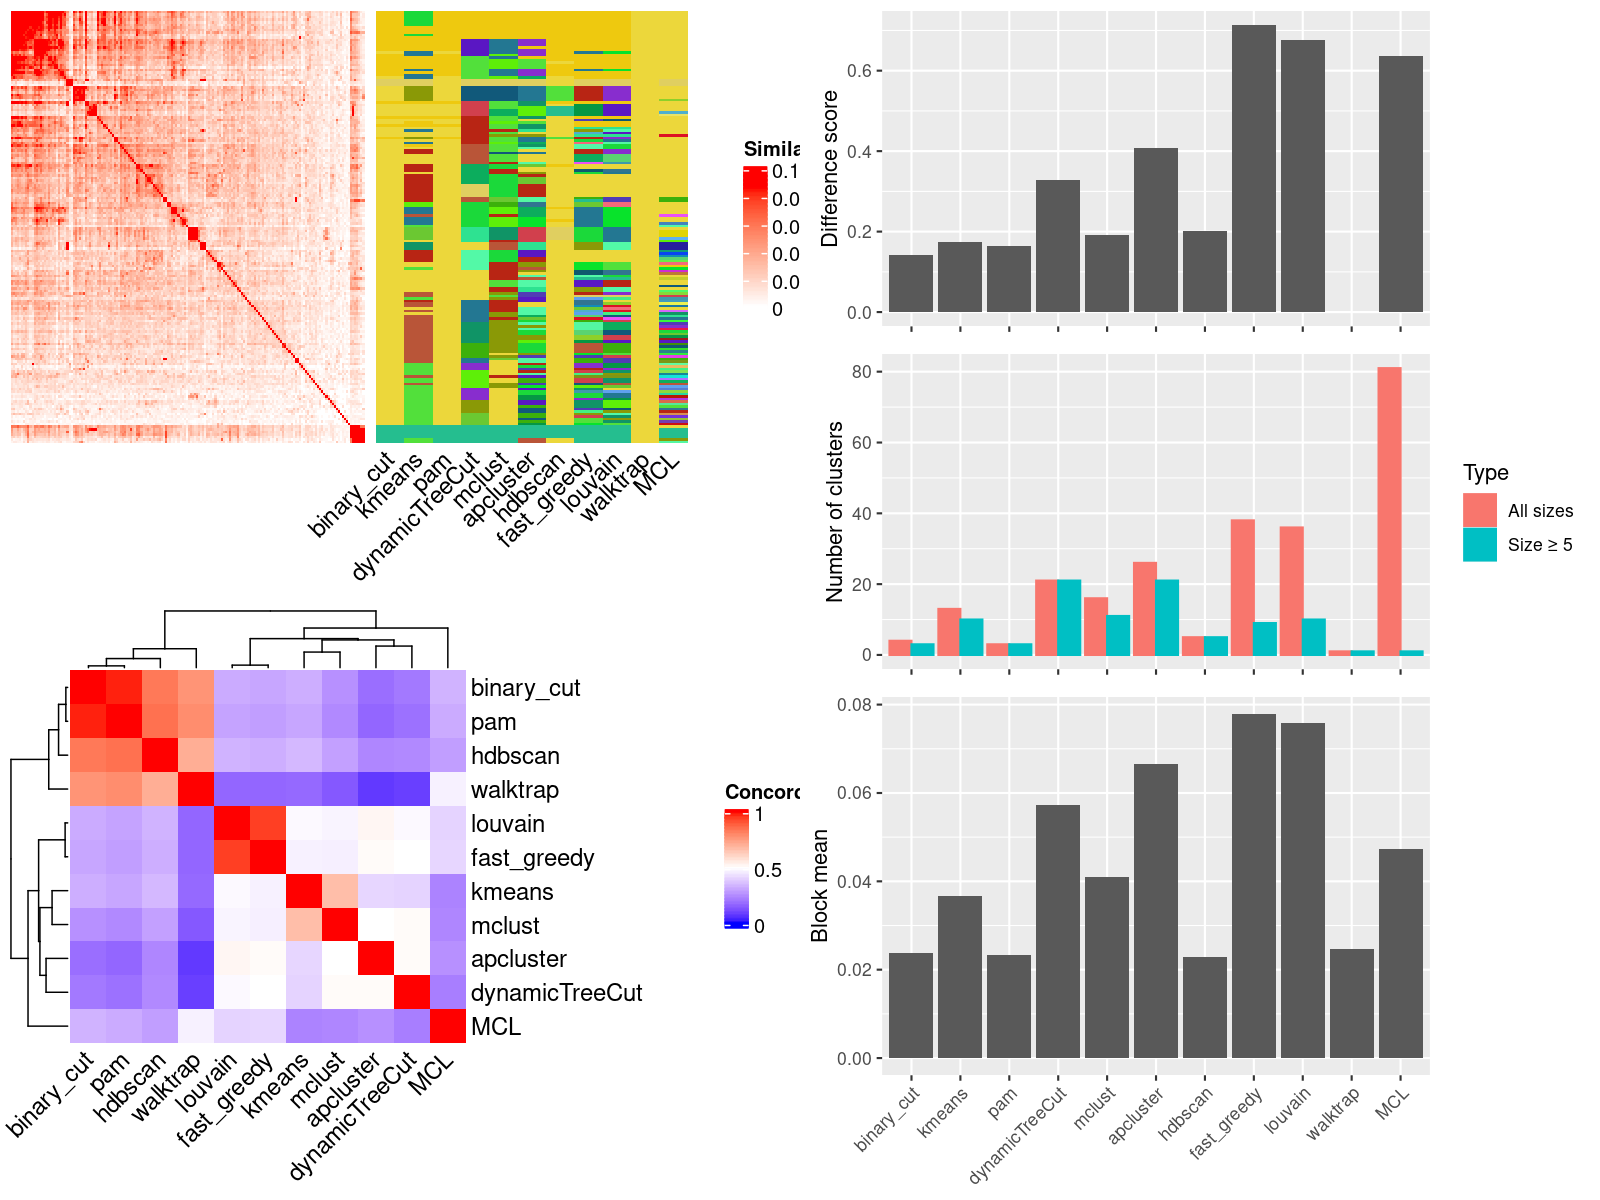 Simila
0.1
0.0
0.0
0.0
0.0
0
binary_cut
kmeans
pam
dynamicTreeCut
mclust
apcluster
hdbscan
fast_greedy
louvain
walktrap
MCL
binary_cut
pam
hdbscan
walktrap
louvain
fast_greedy
kmeans
mclust
apcluster
dynamicTreeCut
MCL
binary_cut
pam
hdbscan
walktrap
louvain
fast_greedy
kmeans
mclust
apcluster
dynamicTreeCut
MCL
Concord
1
0.5
0
Difference score
0.6
0.4
0.2
0.0
Number of clusters
80
60
40
20
0
Type
All sizes
Size ≥ 5
Block mean
0.08
0.06
0.04
0.02
0.00
binary_cut
kmeans
pam
dynamicTreeCut
mclust
apcluster
hdbscan
fast_greedy
louvain
walktrap
MCL